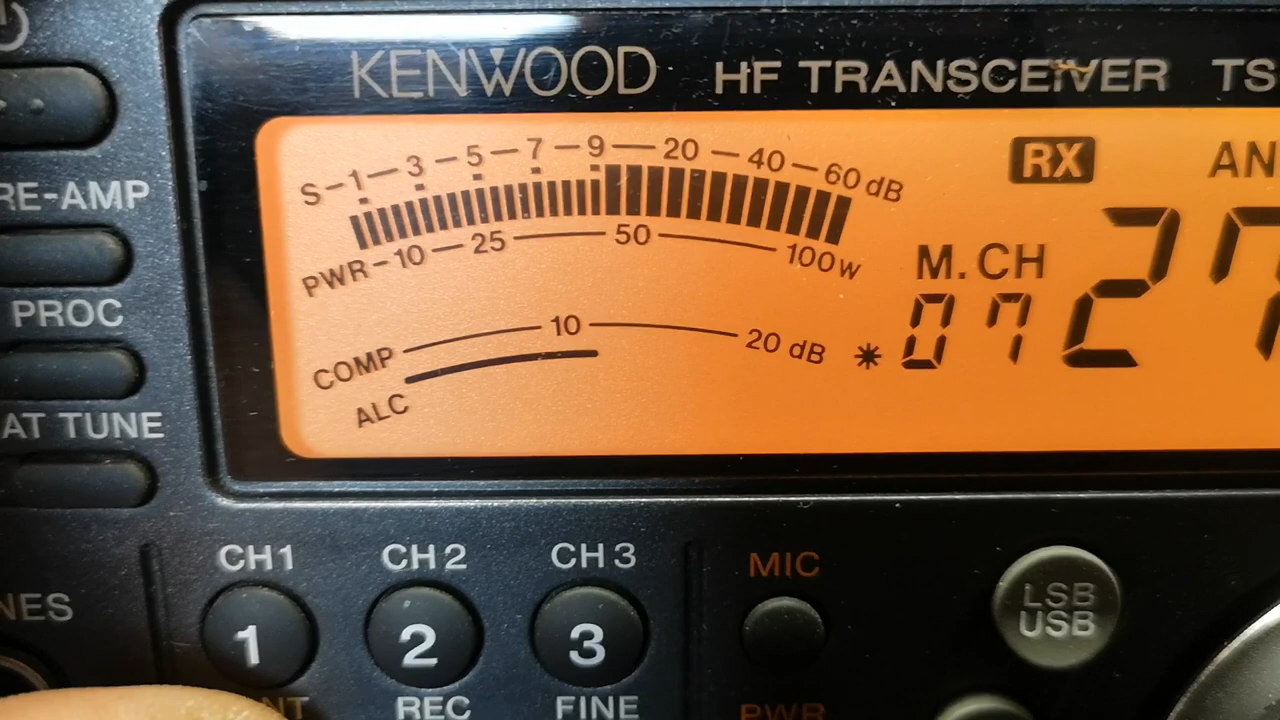 KENWOOD HF TRANSCEIVER TS
S 1 3 5 7 9 20 40 60 dB
RX AN
PWR 10 25 50 100W
M.CH
07 27
COMP 10 20 dB
ALC
RE-AMP
PROC
AT TUNE
NES
CH1 CH2 CH3
MIC
1 2 3
LSB
USB
NT REC FINE
PWR